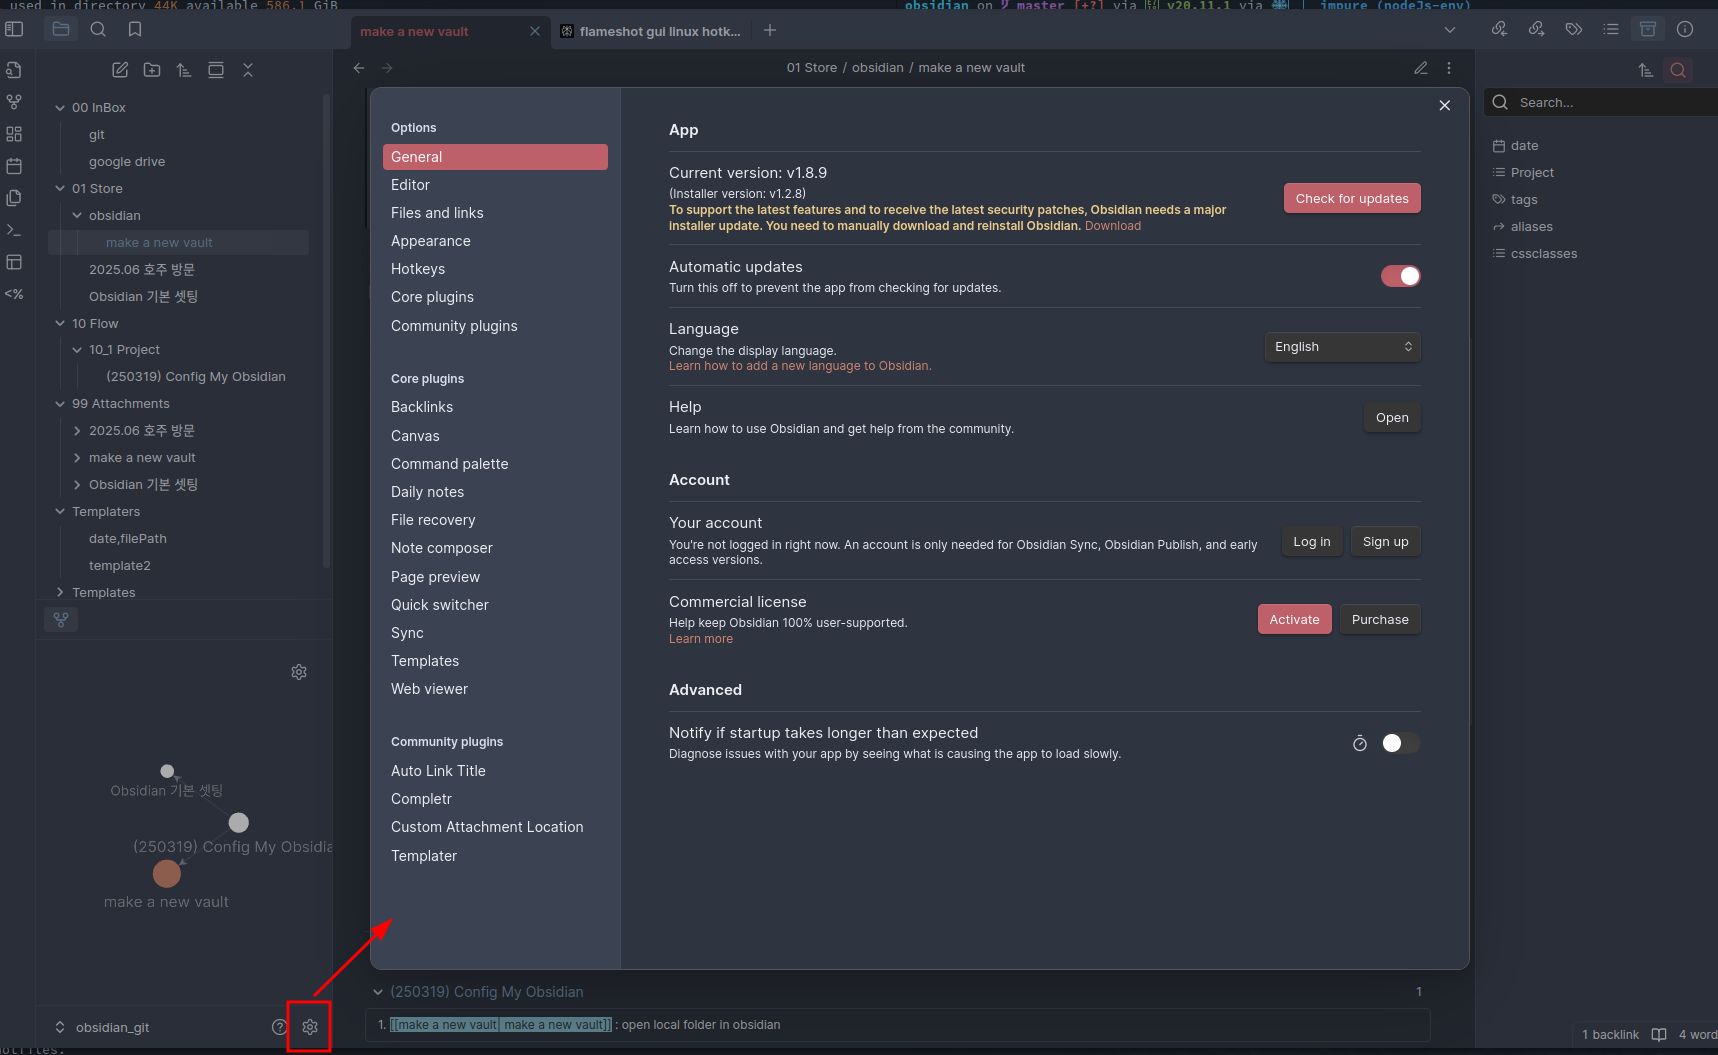 used in directory 44K available 586.1 GiB
obsidian on master [+?] via v20.11.1 via impure (nodeJs-env)
make a new vault
flameshot gui linux hotk...
01 Store / obsidian / make a new vault
00 InBox
git
google drive
01 Store
obsidian
make a new vault
2025.06 호주 방문
Obsidian 기본 셋팅
10 Flow
10_1 Project
(250319) Config My Obsidian
99 Attachments
2025.06 호주 방문
make a new vault
Obsidian 기본 셋팅
Templaters
date,filePath
template2
Templates
<%
Obsidian 기본 셋팅
(250319) Config My Obsidia
make a new vault
obsidian_git
Options
General
Editor
Files and links
Appearance
Hotkeys
Core plugins
Community plugins
Core plugins
Backlinks
Canvas
Command palette
Daily notes
File recovery
Note composer
Page preview
Quick switcher
Sync
Templates
Web viewer
Community plugins
Auto Link Title
Completr
Custom Attachment Location
Templater
App
Current version: v1.8.9
(Installer version: v1.2.8)
To support the latest features and to receive the latest security patches, Obsidian needs a major
installer update. You need to manually download and reinstall Obsidian. Download
Check for updates
Automatic updates
Turn this off to prevent the app from checking for updates.
Language
Change the display language.
Learn how to add a new language to Obsidian.
English
Help
Learn how to use Obsidian and get help from the community.
Open
Account
Your account
You're not logged in right now. An account is only needed for Obsidian Sync, Obsidian Publish, and early
access versions.
Log in
Sign up
Commercial license
Help keep Obsidian 100% user-supported.
Learn more
Activate
Purchase
Advanced
Notify if startup takes longer than expected
Diagnose issues with your app by seeing what is causing the app to load slowly.
(250319) Config My Obsidian
1
1. [[make a new vault| make a new vault]] : open local folder in obsidian
Search...
date
Project
tags
aliases
cssclasses
1 backlink
4 word